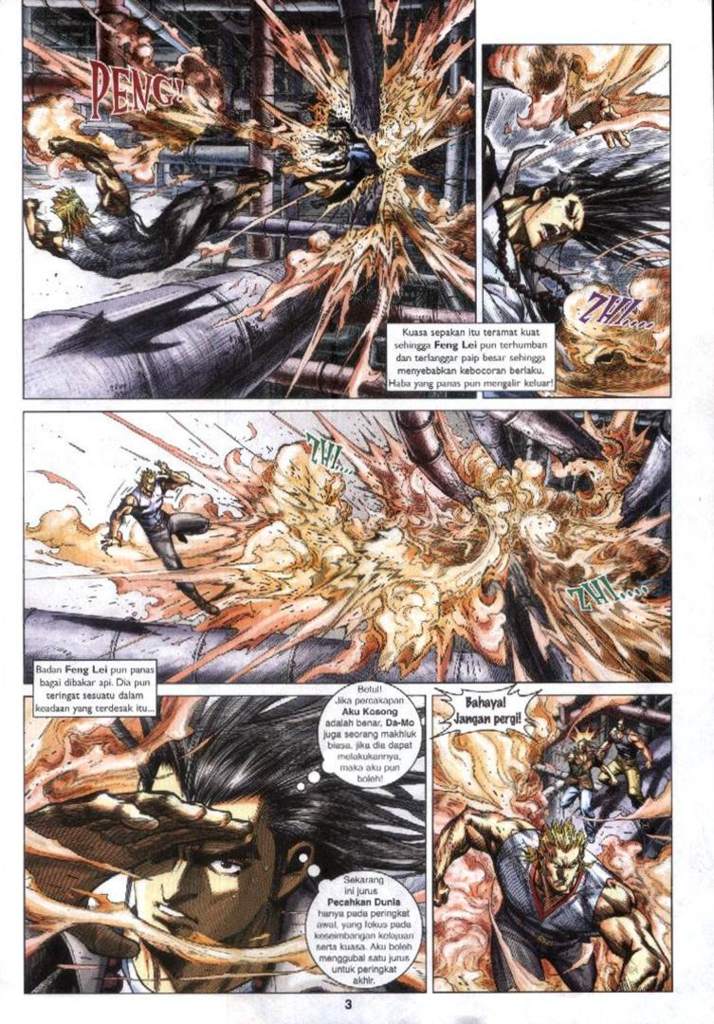 PENG!
Kuasa sepakan itu teramat kuat
sehingga Feng Lei pun terhumban
dan terlanggar paip besar sehingga
menyebabkan kebocoran berlaku.
Haba yang panas pun mengalir keluar!
ZHI....
ZHI....
ZHI....
Badan Feng Lei pun panas
bagai dibakar api. Dia pun
teringat sesuatu dalam
keadaan yang terdesak itu...
Betul!
Jika percakapan
Aku Kosong
adalah benar, Da-Mo
juga seorang makhluk
biasa, jika dia dapat
melakukannya,
maka aku pun
boleh!
Sekarang
ini jurus
Pecahkan Dunia
hanya pada peringkat
awal, yang fokus pada
keseimbangan kelajuan
serta kuasa. Aku boleh
menggubal satu jurus
untuk peringkat
akhir.
Bahaya!
Jangan pergi!
3